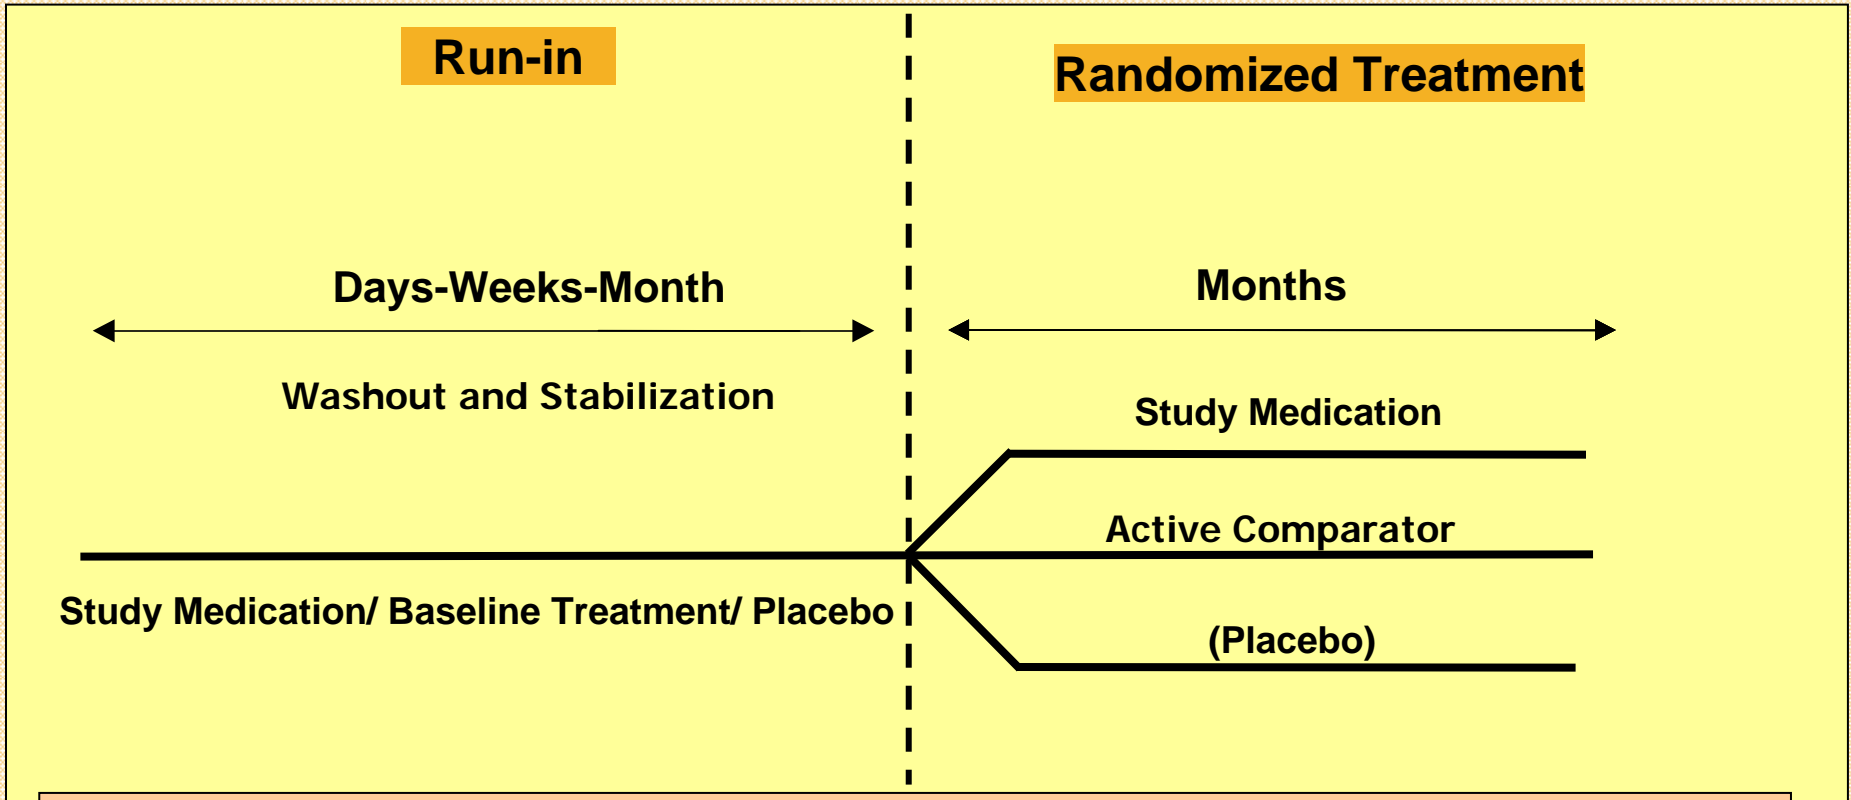 Run-in
Randomized Treatment
Days-Weeks-Month
Months
Washout and Stabilization
Study Medication
Active Comparator
Study Medication/ Baseline Treatment/ Placebo
(Placebo)